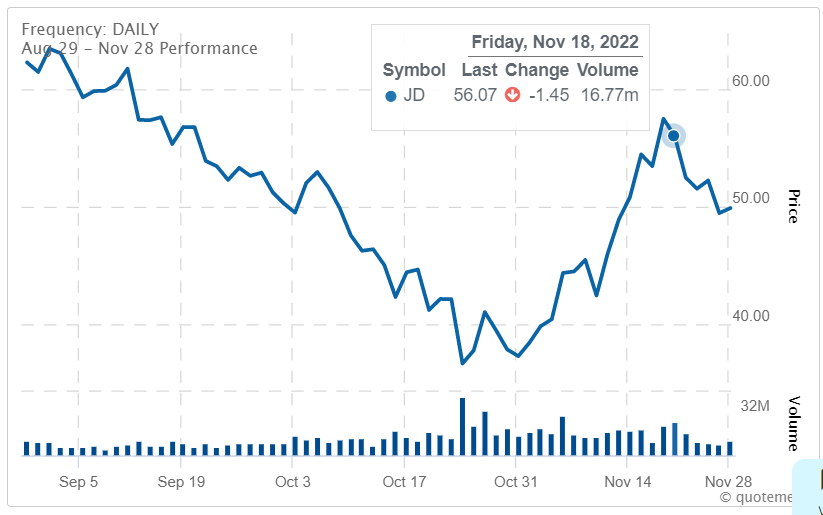 Frequency: DAILY
Aug 29 - Nov 28 Performance
Friday, Nov 18, 2022
Symbol Last Change Volume
JD 56.07 -1.45 16.77m
60.00
50.00
40.00
Price
32M
Volume
Sep 5 Sep 19 Oct 3 Oct 17 Oct 31 Nov 14 Nov 28
© quoteme